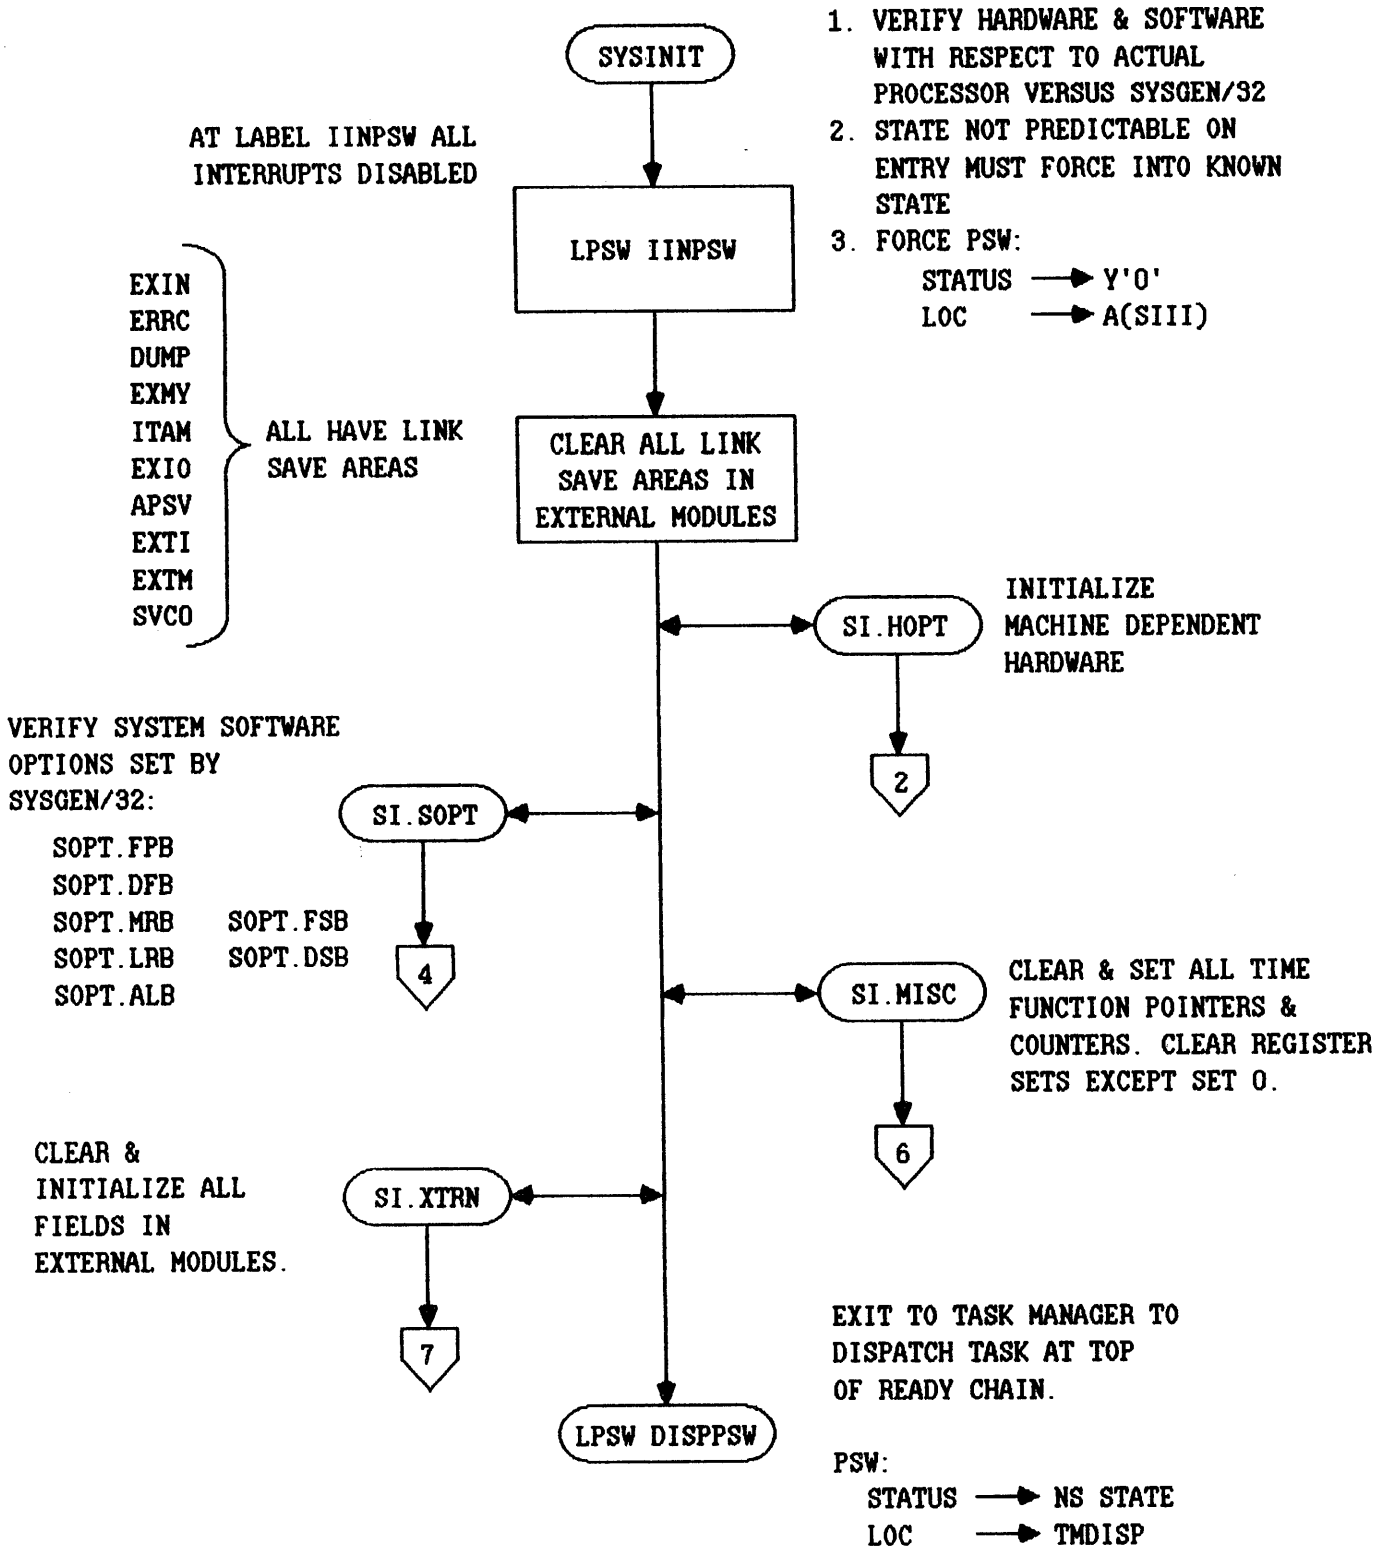 SYSINIT
1. VERIFY HARDWARE & SOFTWARE
WITH RESPECT TO ACTUAL
PROCESSOR VERSUS SYSGEN/32
2. STATE NOT PREDICTABLE ON
ENTRY MUST FORCE INTO KNOWN
STATE
3. FORCE PSW:
STATUS Y'0'
LOC A(SIII)
AT LABEL IINPSW ALL
INTERRUPTS DISABLED
LPSW IINPSW
EXIN
ERRC
DUMP
EXMY
ITAM
EXIO
APSV
EXTI
EXTM
SVCO
ALL HAVE LINK
SAVE AREAS
CLEAR ALL LINK
SAVE AREAS IN
EXTERNAL MODULES
SI.HOPT
INITIALIZE
MACHINE DEPENDENT
HARDWARE
2
VERIFY SYSTEM SOFTWARE
OPTIONS SET BY
SYSGEN/32:
SOPT.FPB
SOPT.DFB
SOPT.MRB SOPT.FSB
SOPT.LRB SOPT.DSB
SOPT.ALB
SI.SOPT
4
SI.MISC
CLEAR & SET ALL TIME
FUNCTION POINTERS &
COUNTERS. CLEAR REGISTER
SETS EXCEPT SET 0.
6
CLEAR &
INITIALIZE ALL
FIELDS IN
EXTERNAL MODULES.
SI.XTRN
7
EXIT TO TASK MANAGER TO
DISPATCH TASK AT TOP
OF READY CHAIN.
LPSW DISPPSW
PSW:
STATUS NS STATE
LOC TMDISP